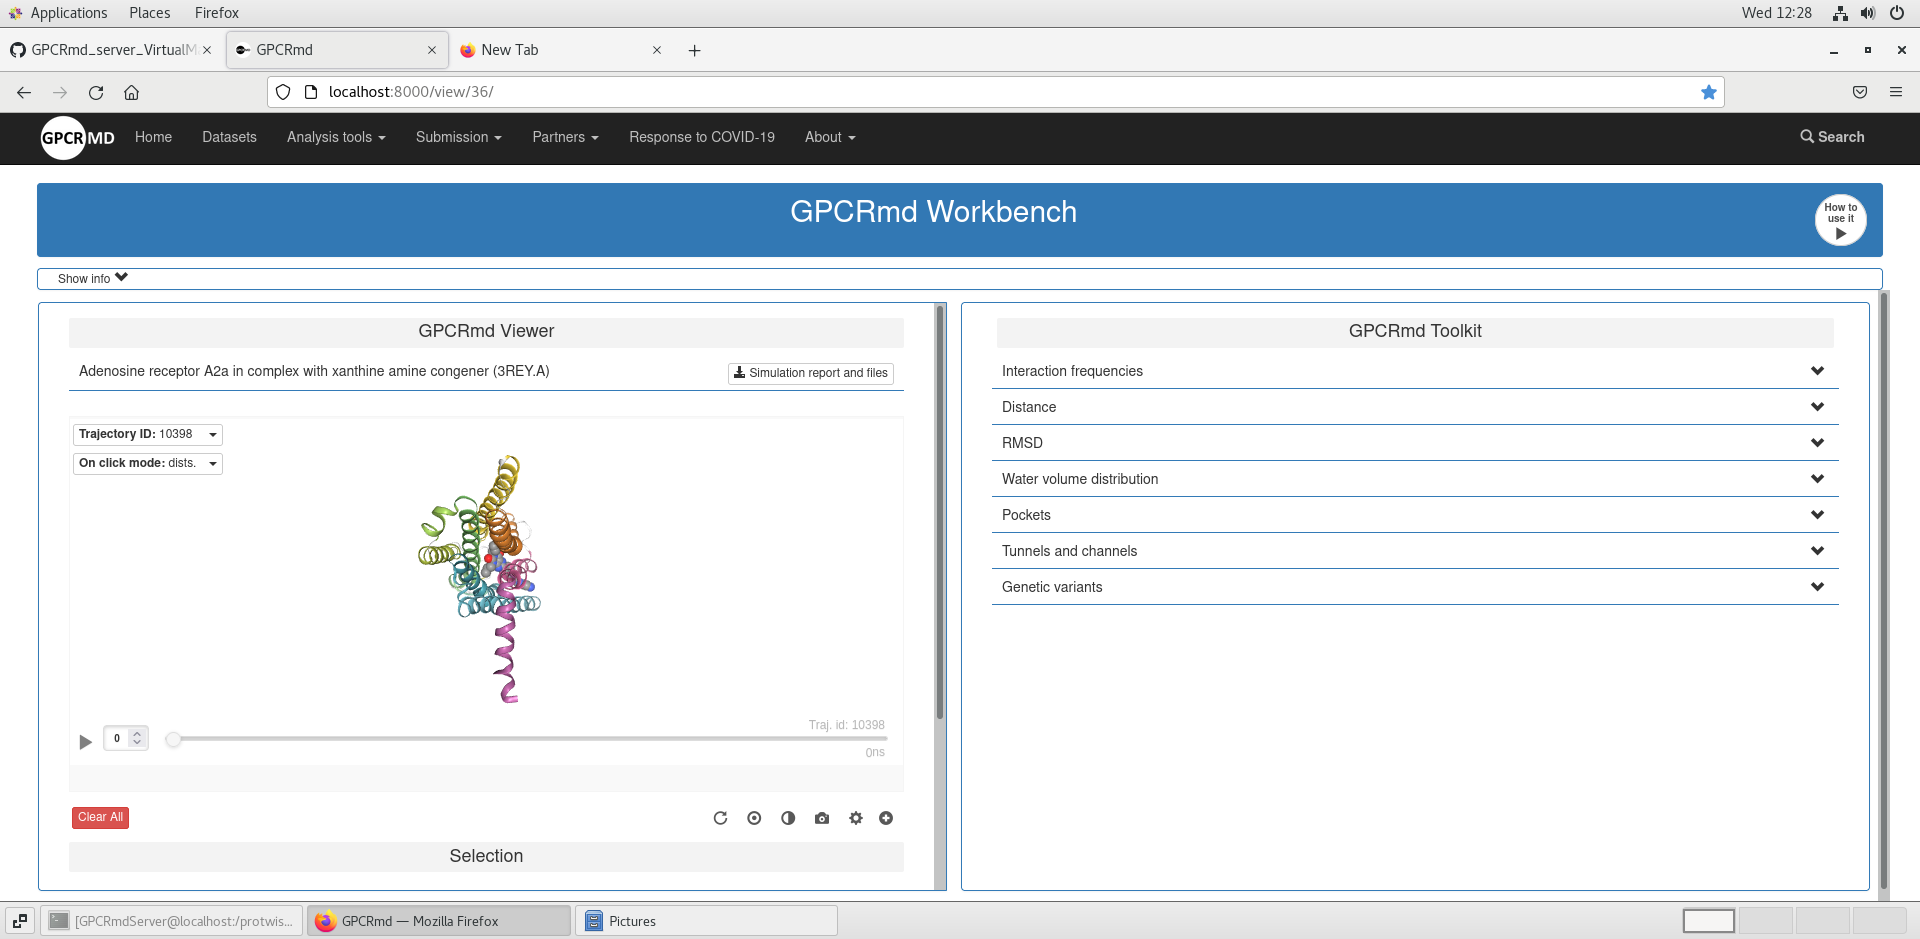 Applications Places Firefox Wed 12:28
GPCRmd_server_VirtualM GPCRmd New Tab
localhost:8000/view/36/
GPCRMD Home Datasets Analysis tools Submission Partners Response to COVID-19 About Search
GPCRmd Workbench
How to
use it
Show info
GPCRmd Viewer
Adenosine receptor A2a in complex with xanthine amine congener (3REY.A) Simulation report and files
Trajectory ID: 10398
On click mode: dists.
Traj. id: 10398
0
0ns
Clear All
Selection
GPCRmd Toolkit
Interaction frequencies
Distance
RMSD
Water volume distribution
Pockets
Tunnels and channels
Genetic variants
[GPCRmdServer@localhost:/protwis... GPCRmd — Mozilla Firefox Pictures